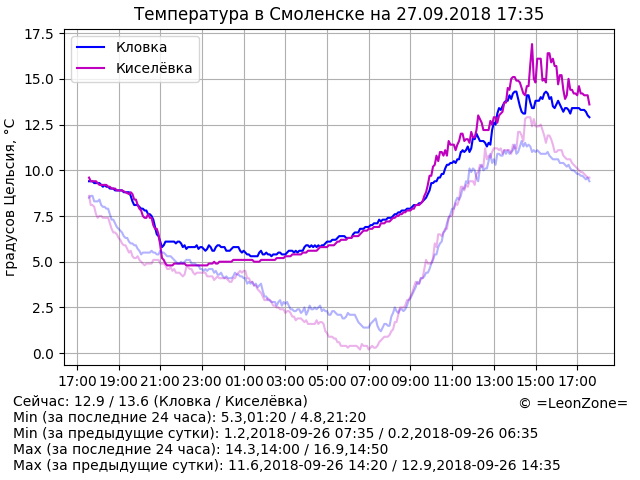 Температура в Смоленске на 27.09.2018 17:35
17.5
15.0
12.5
10.0
7.5
5.0
2.5
0.0
градусов Цельсия, °C
Кловка
Киселёвка
17:00 19:00 21:00 23:00 01:00 03:00 05:00 07:00 09:00 11:00 13:00 15:00 17:00
Сейчас: 12.9 / 13.6 (Кловка / Киселёвка)
© =LeonZone=
Min (за последние 24 часа): 5.3,01:20 / 4.8,21:20
Min (за предыдущие сутки): 1.2,2018-09-26 07:35 / 0.2,2018-09-26 06:35
Max (за последние 24 часа): 14.3,14:00 / 16.9,14:50
Max (за предыдущие сутки): 11.6,2018-09-26 14:20 / 12.9,2018-09-26 14:35